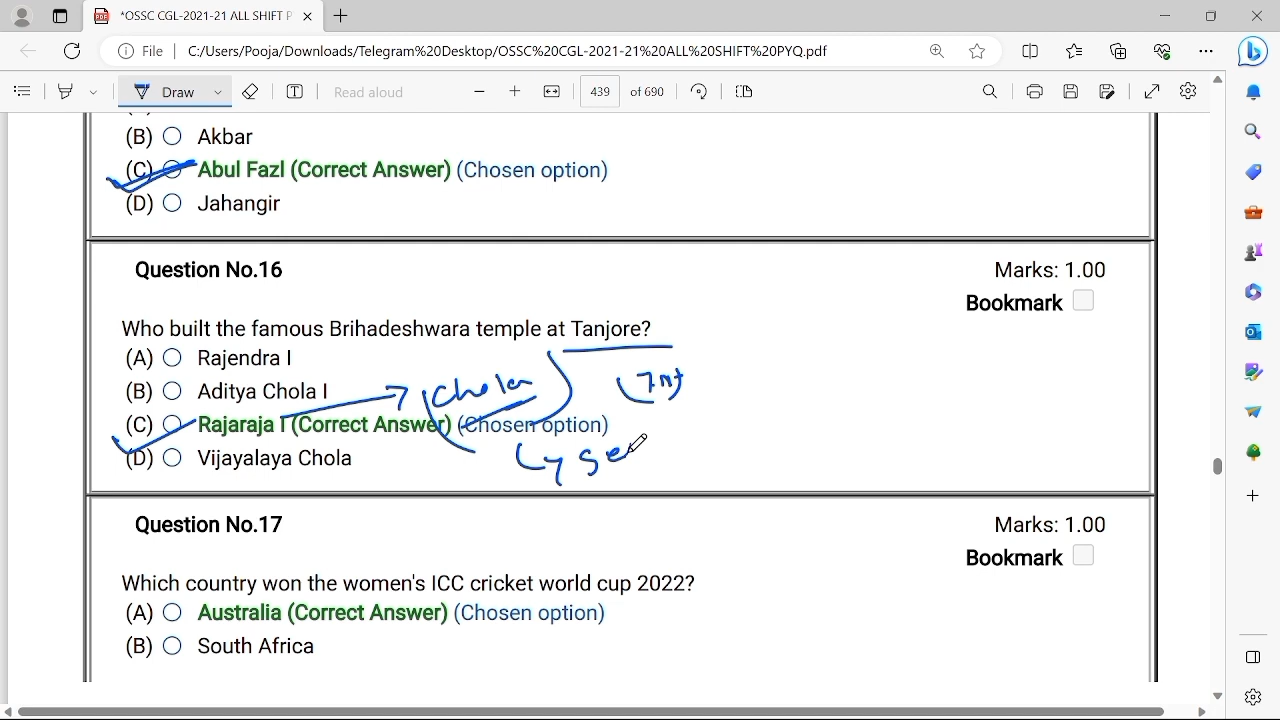 *OSSC CGL-2021-21 ALL SHIFT P
File C:/Users/Pooja/Downloads/Telegram%20Desktop/OSSC%20CGL-2021-21%20ALL%20SHIFT%20PYQ.pdf
Draw Read aloud 439 of 690
(B) Akbar
(C) Abul Fazl (Correct Answer) (Chosen option)
(D) Jahangir
Question No.16 Marks: 1.00
Bookmark
Who built the famous Brihadeshwara temple at Tanjore?
(A) Rajendra I
(B) Aditya Chola I
Chola
(C) Rajaraja I (Correct Answer) (Chosen option)
(D) Vijayalaya Chola
Question No.17 Marks: 1.00
Bookmark
Which country won the women's ICC cricket world cup 2022?
(A) Australia (Correct Answer) (Chosen option)
(B) South Africa